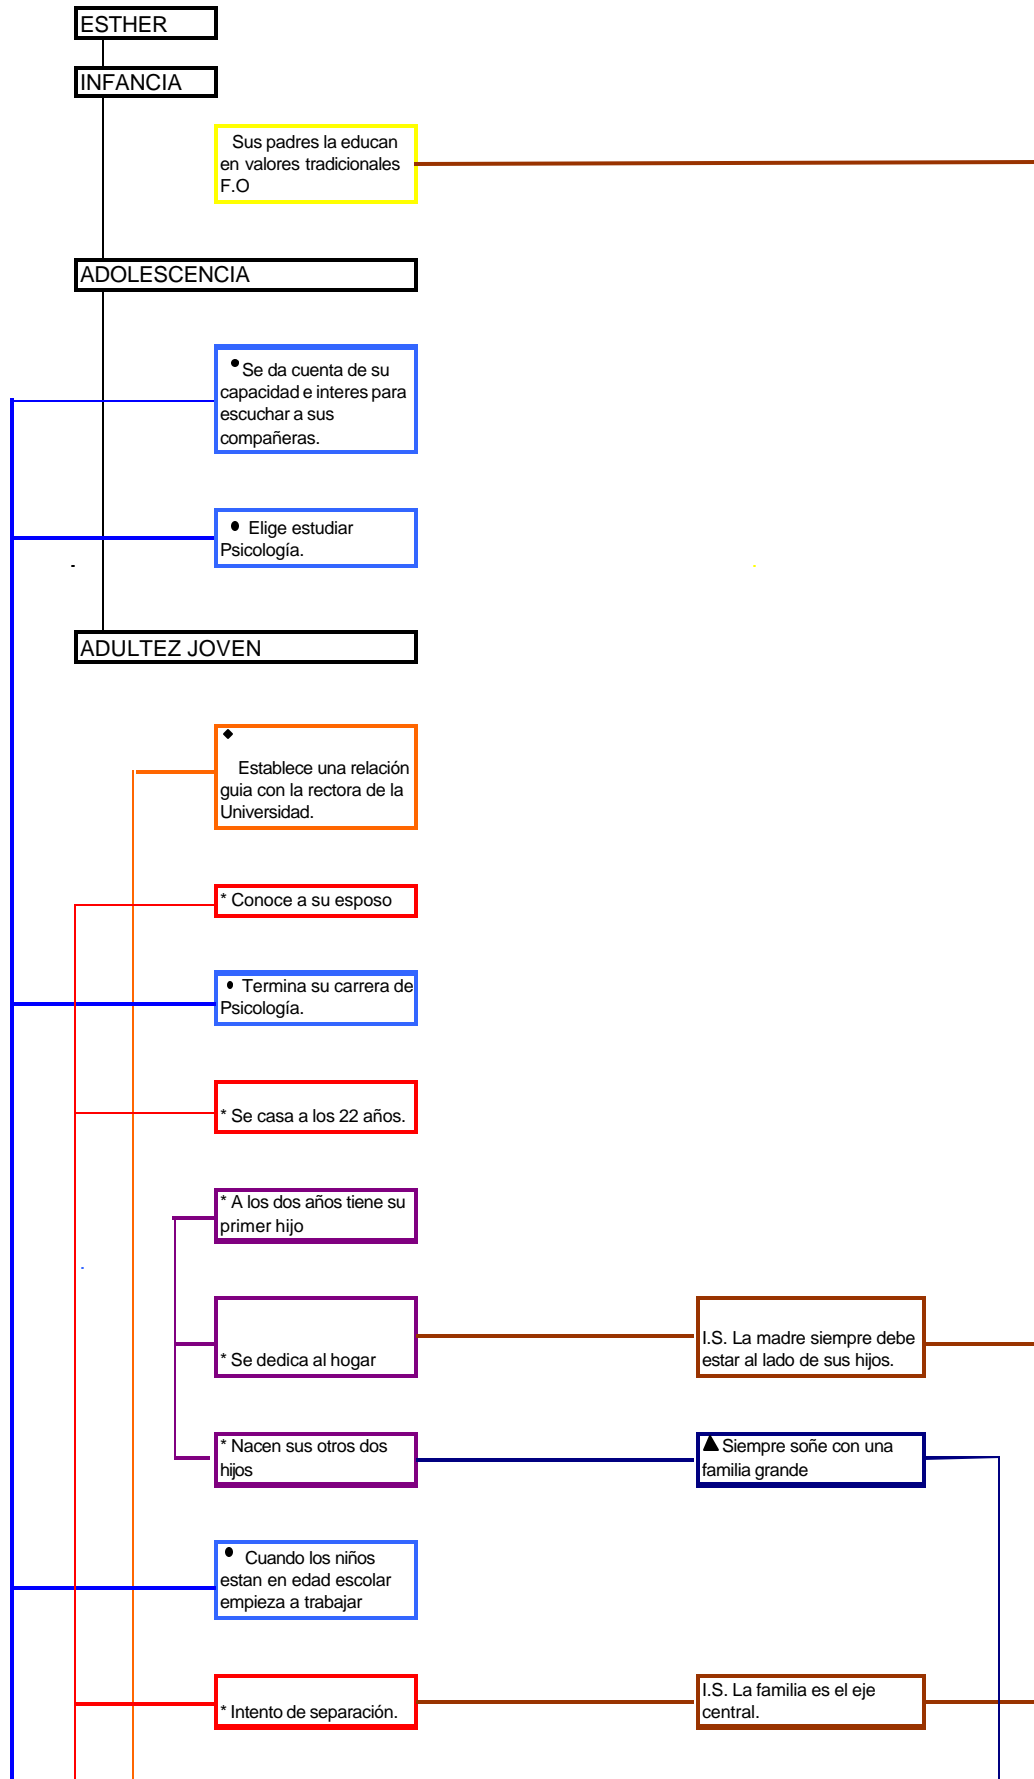 ESTHER
INFANCIA
Sus padres la educan
en valores tradicionales
F.O
ADOLESCENCIA
• Se da cuenta de su
capacidad e interes para
escuchar a sus
compañeras.
• Elige estudiar
Psicología.
ADULTEZ JOVEN
◆
Establece una relación
guia con la rectora de la
Universidad.
* Conoce a su esposo
• Termina su carrera de
Psicología.
* Se casa a los 22 años.
* A los dos años tiene su
primer hijo
* Se dedica al hogar
I.S. La madre siempre debe
estar al lado de sus hijos.
* Nacen sus otros dos
hijos
▲ Siempre soñe con una
familia grande
• Cuando los niños
estan en edad escolar
empieza a trabajar
* Intento de separación.
I.S. La familia es el eje
central.